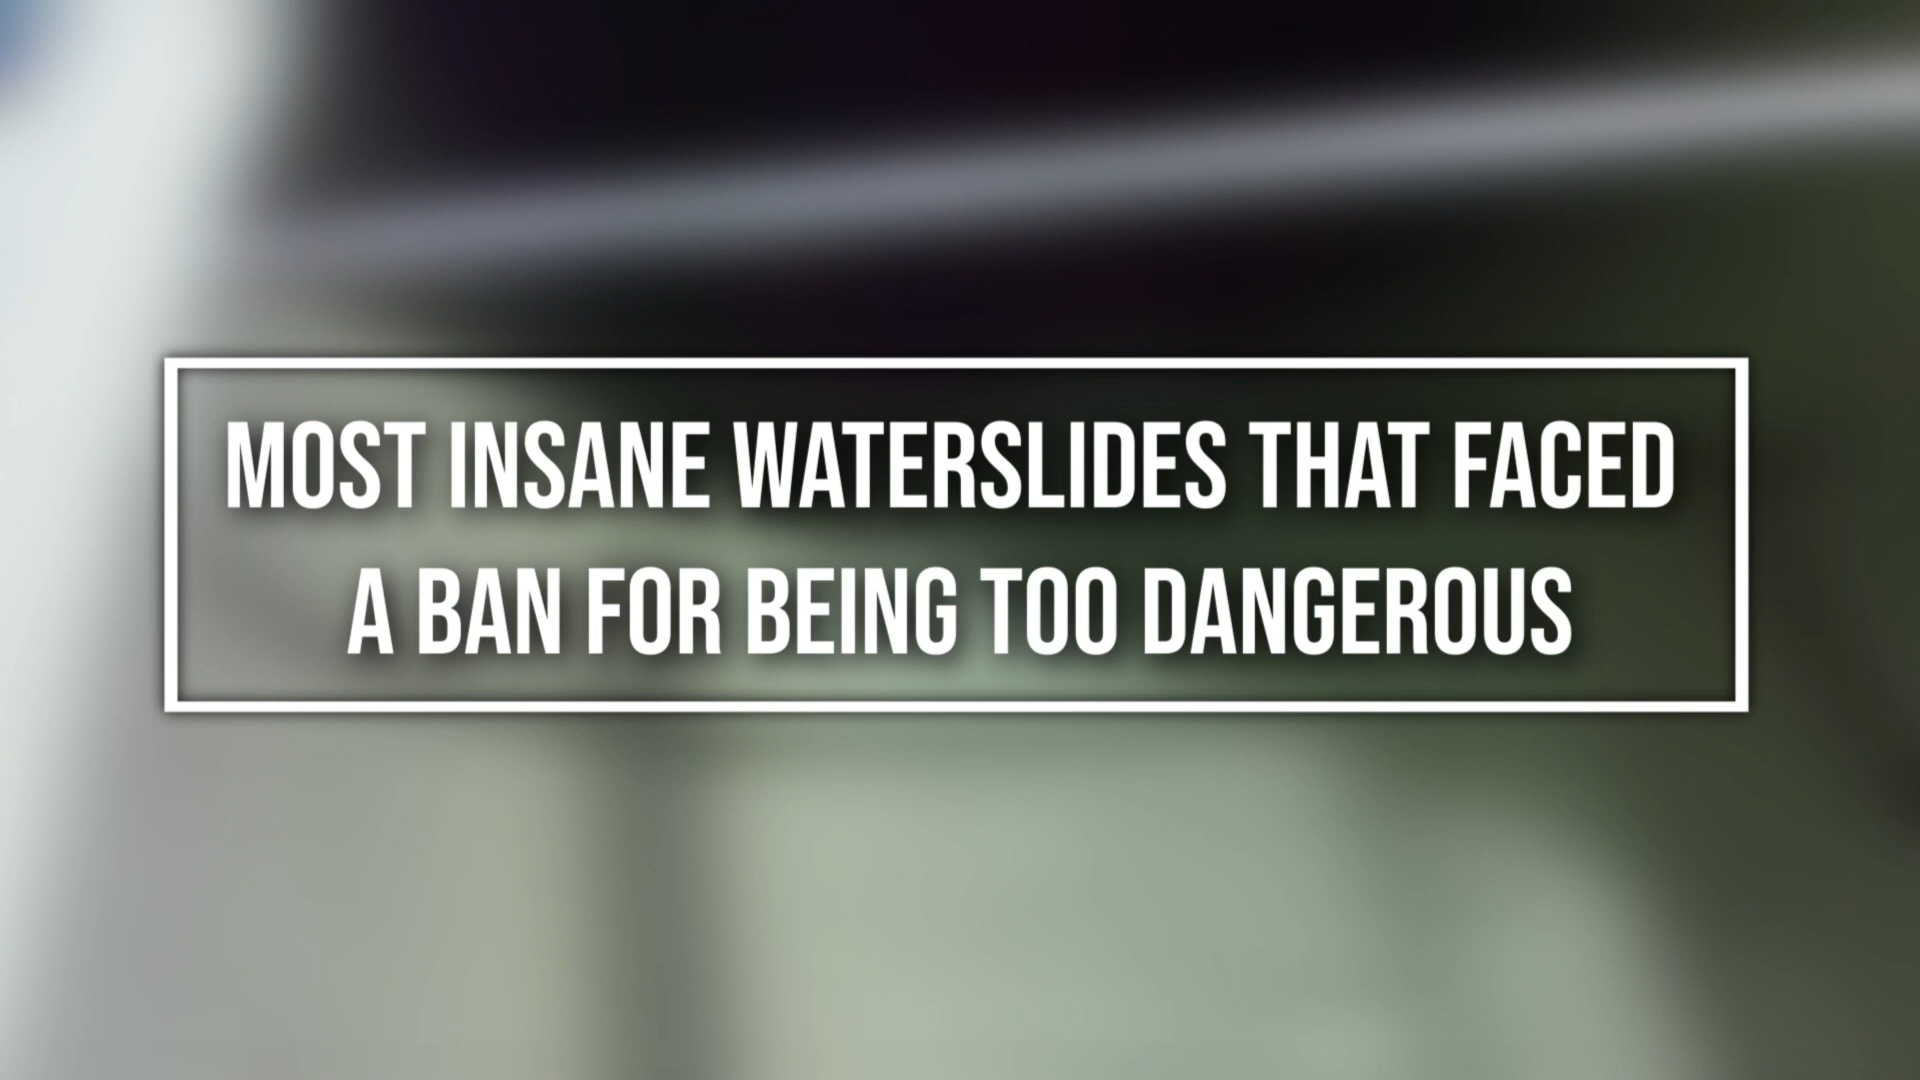 MOST INSANE WATERSLIDES THAT FACED
A BAN FOR BEING TOO DANGEROUS